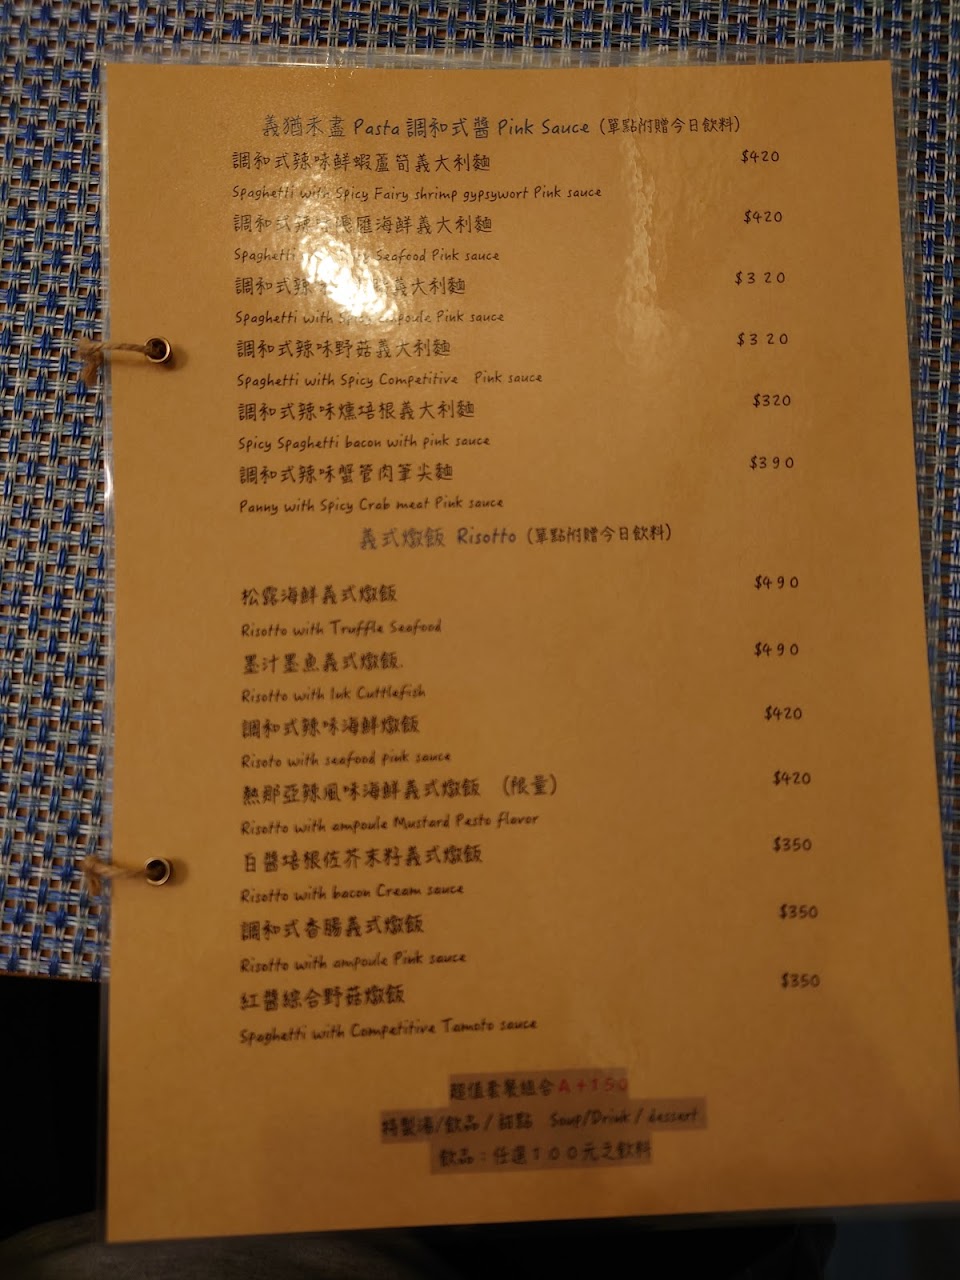 義猶未盡 Pasta 調和式醬 Pink Sauce (單點附贈今日飲料)
調和式辣味鮮蝦蘆筍義大利麵 $420
Spaghetti with Spicy Fairy shrimp gypsywort Pink sauce
調和式辣味總匯海鮮義大利麵 $420
Spaghetti Seafood Pink sauce
調和式辣 義大利麵 $320
Spaghetti with Spicy ampoule Pink sauce
調和式辣味野菇義大利麵 $320
Spaghetti with Spicy Competitive Pink sauce
調和式辣味燻培根義大利麵 $320
Spicy Spaghetti bacon with pink sauce
調和式辣味蟹管肉筆尖麵 $390
Panny with Spicy Crab meat Pink sauce
義式燉飯 Risotto (單點附贈今日飲料)
松露海鮮義式燉飯 $490
Risotto with Truffle Seafood
墨汁墨魚義式燉飯. $490
Risotto with Ink Cuttlefish
調和式辣味海鮮燉飯 $420
Risoto with seafood pink sauce
熱那亞辣風味海鮮義式燉飯 (限量) $420
Risotto with ampoule Mustard Pesto flavor
白醬培根佐芥末籽義式燉飯 $350
Risotto with bacon Cream sauce
調和式香腸義式燉飯 $350
Risotto with ampoule Pink sauce
紅醬綜合野菇燉飯 $350
Spaghetti with Competitive Tamoto sauce
超值套餐組合 A+150
特製湯/飲品/甜點 Soup/Drink/dessert
飲品：任選100元之飲料